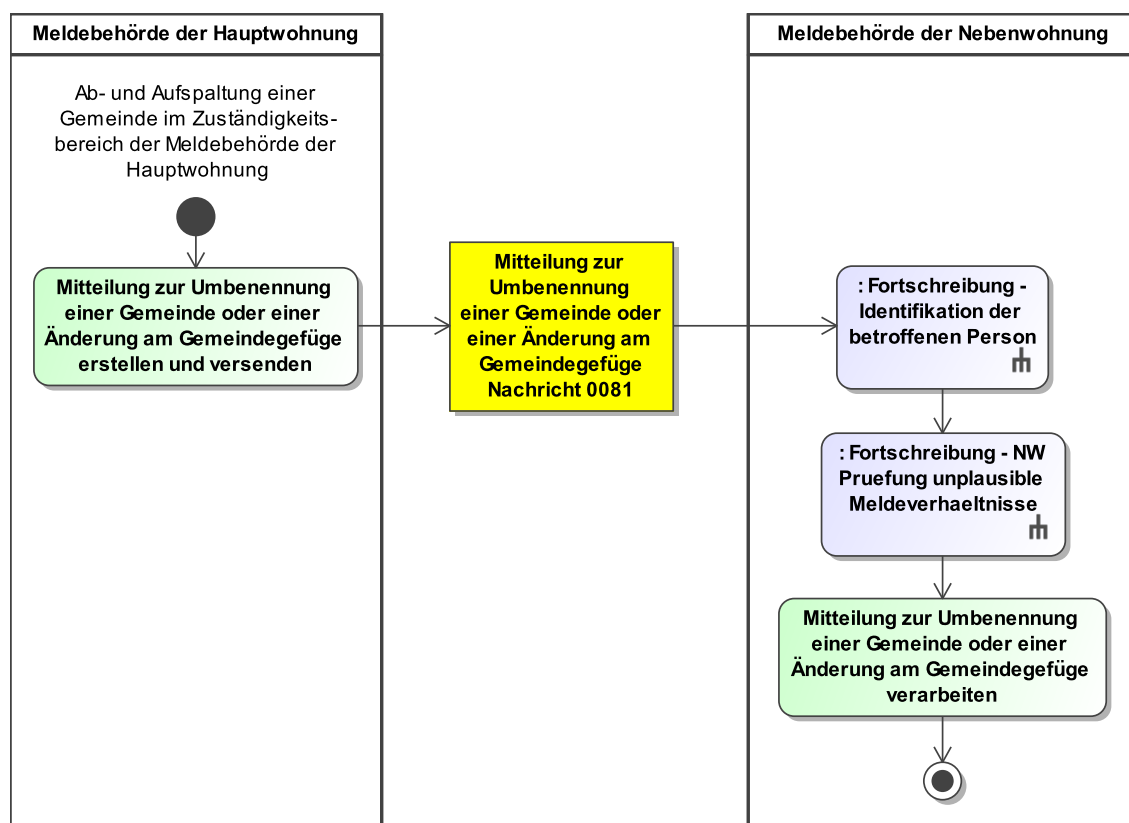 Meldebehörde der Hauptwohnung
Meldebehörde der Nebenwohnung
Ab- und Aufspaltung einer
Gemeinde im Zuständigkeits-
bereich der Meldebehörde der
Hauptwohnung
Mitteilung zur Umbenennung
einer Gemeinde oder einer
Änderung am Gemeindegefüge
erstellen und versenden
Mitteilung zur
Umbenennung
einer Gemeinde oder
einer Änderung am
Gemeindegefüge
Nachricht 0081
: Fortschreibung -
Identifikation der
betroffenen Person
: Fortschreibung - NW
Pruefung unplausible
Meldeverhaeltnisse
Mitteilung zur Umbenennung
einer Gemeinde oder einer
Änderung am Gemeindegefüge
verarbeiten